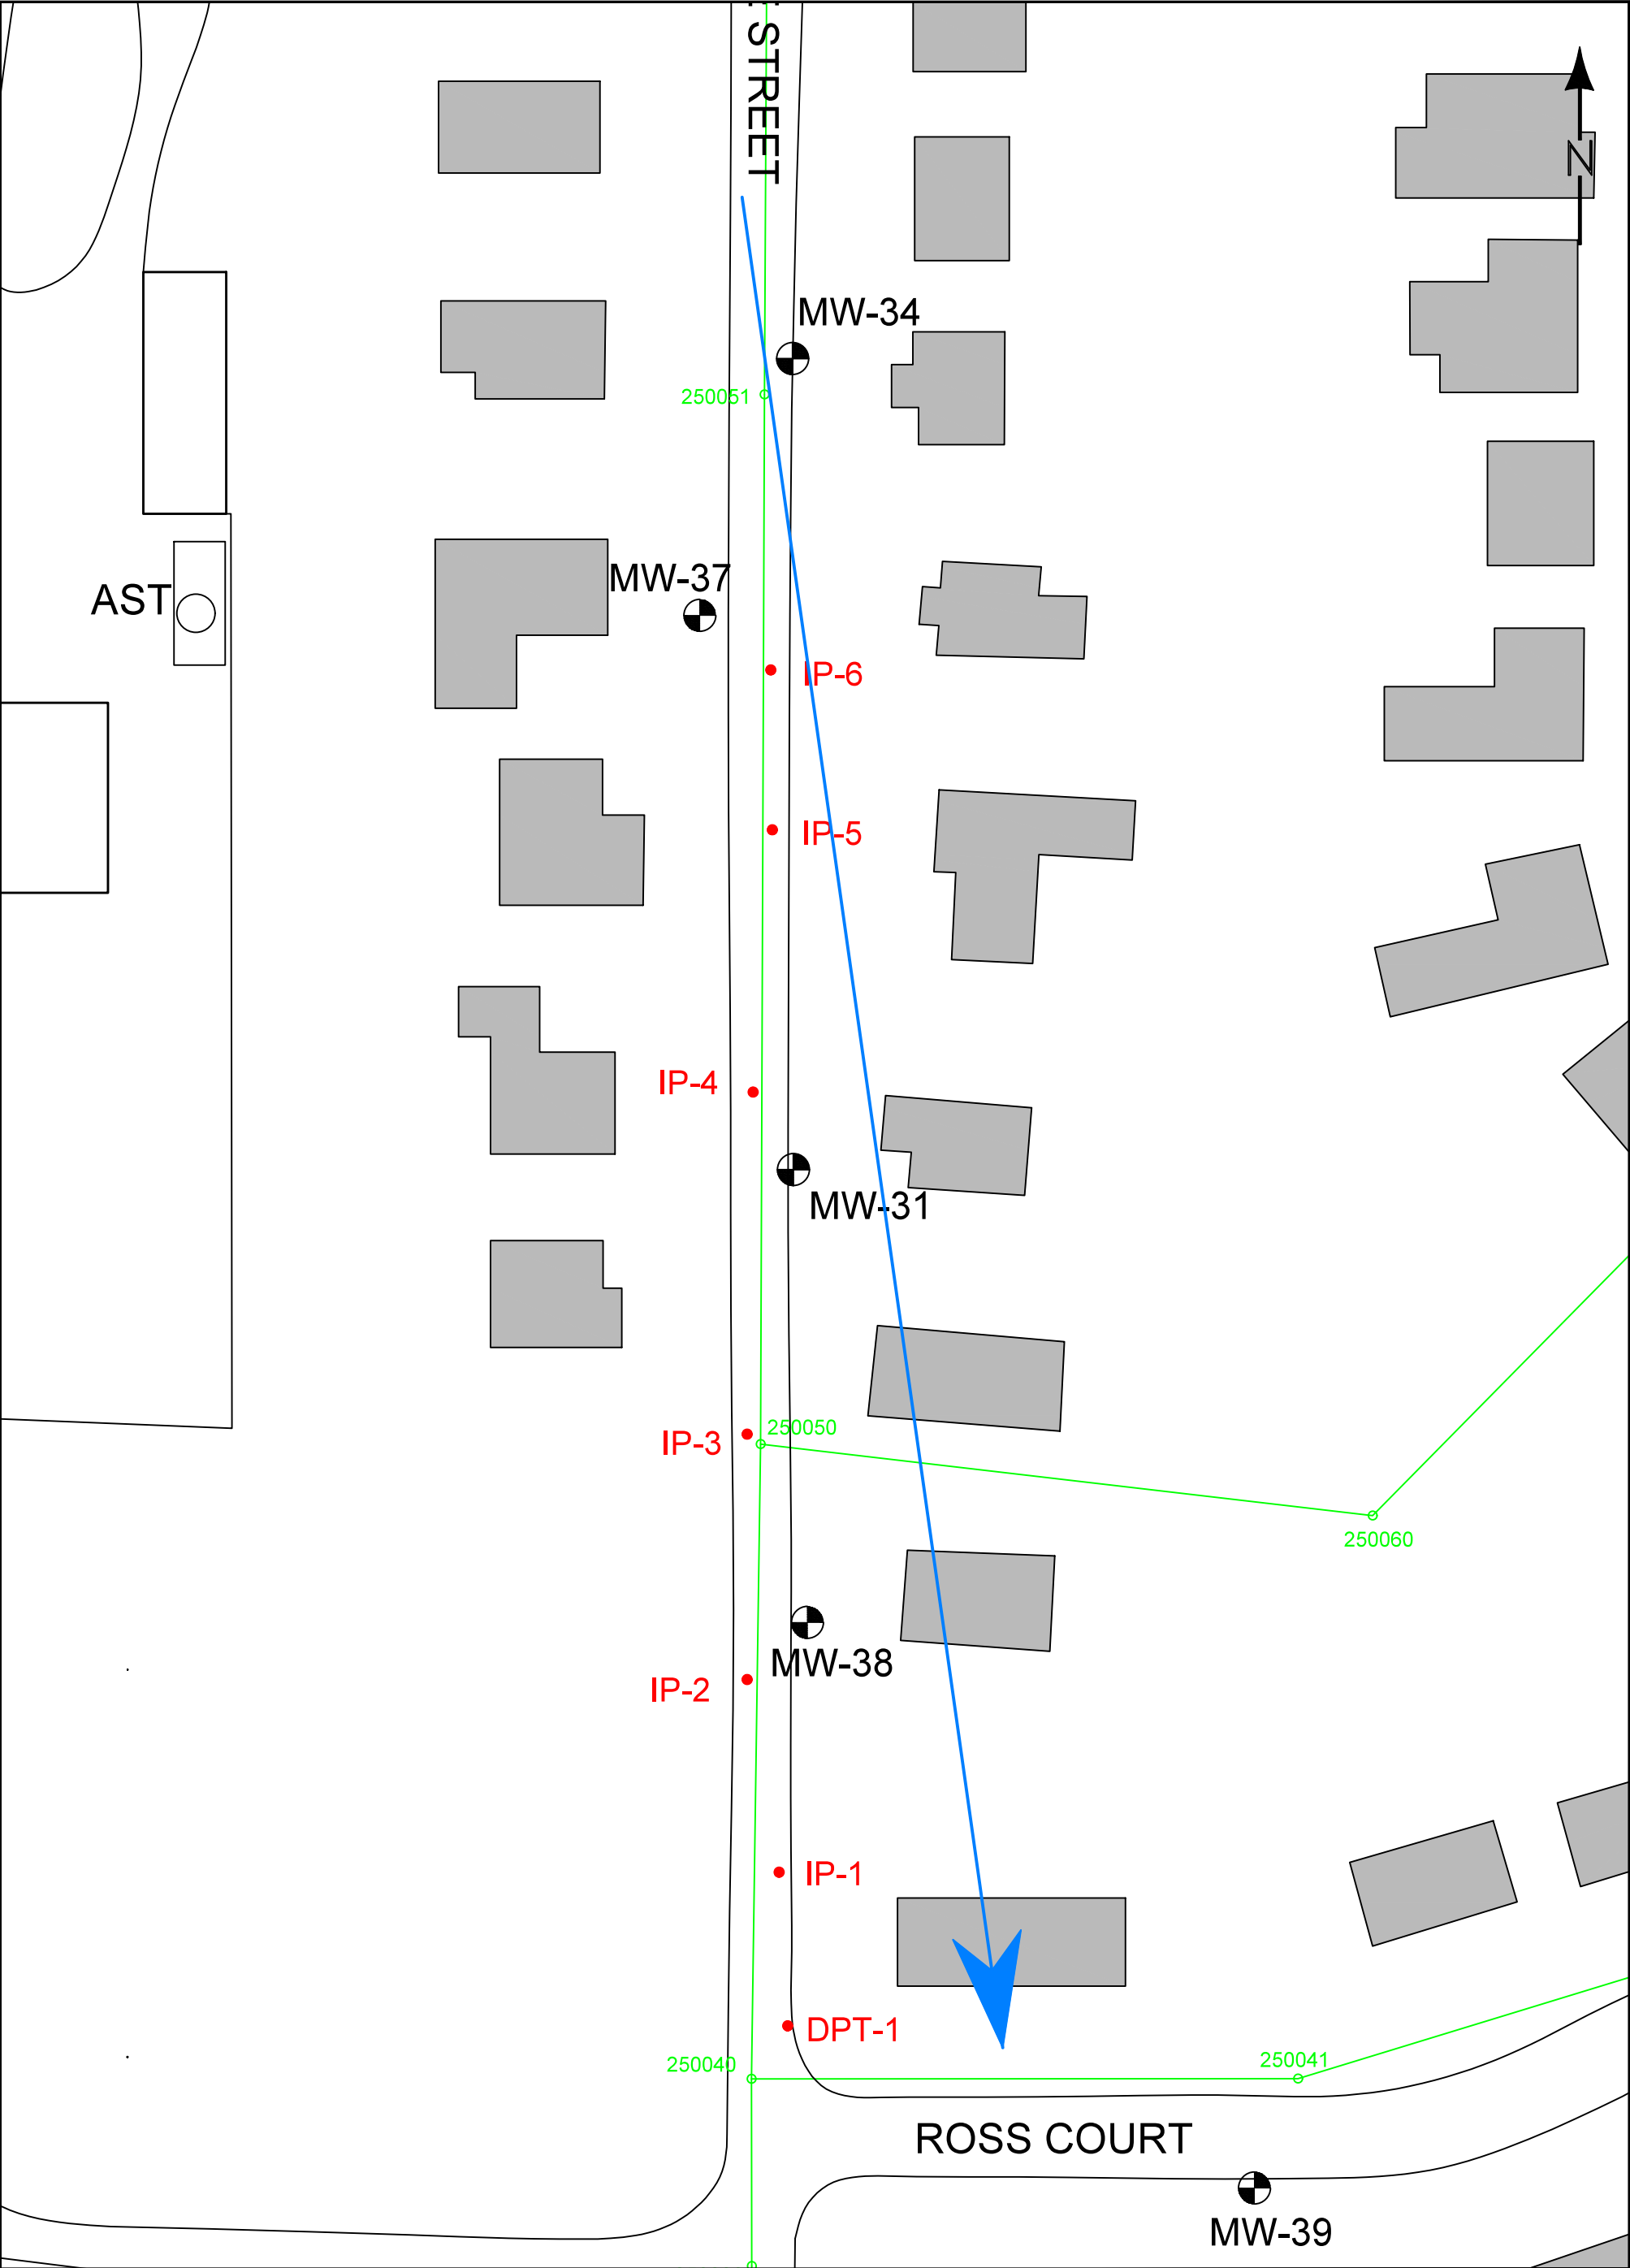 STREET
N
MW-34
250051
MW-37
AST
IP-6
IP-5
IP-4
MW-31
250050
IP-3
250060
MW-38
IP-2
IP-1
DPT-1
250040
250041
ROSS COURT
MW-39